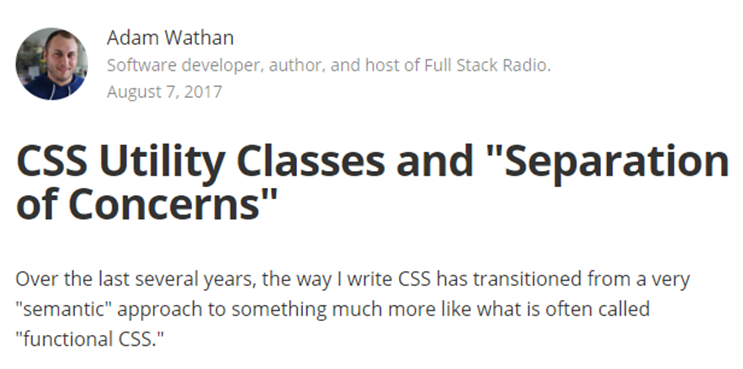 Adam Wathan
Software developer, author, and host of Full Stack Radio.
August 7, 2017
CSS Utility Classes and "Separation
of Concerns"
Over the last several years, the way I write CSS has transitioned from a very
"semantic" approach to something much more like what is often called
"functional CSS."